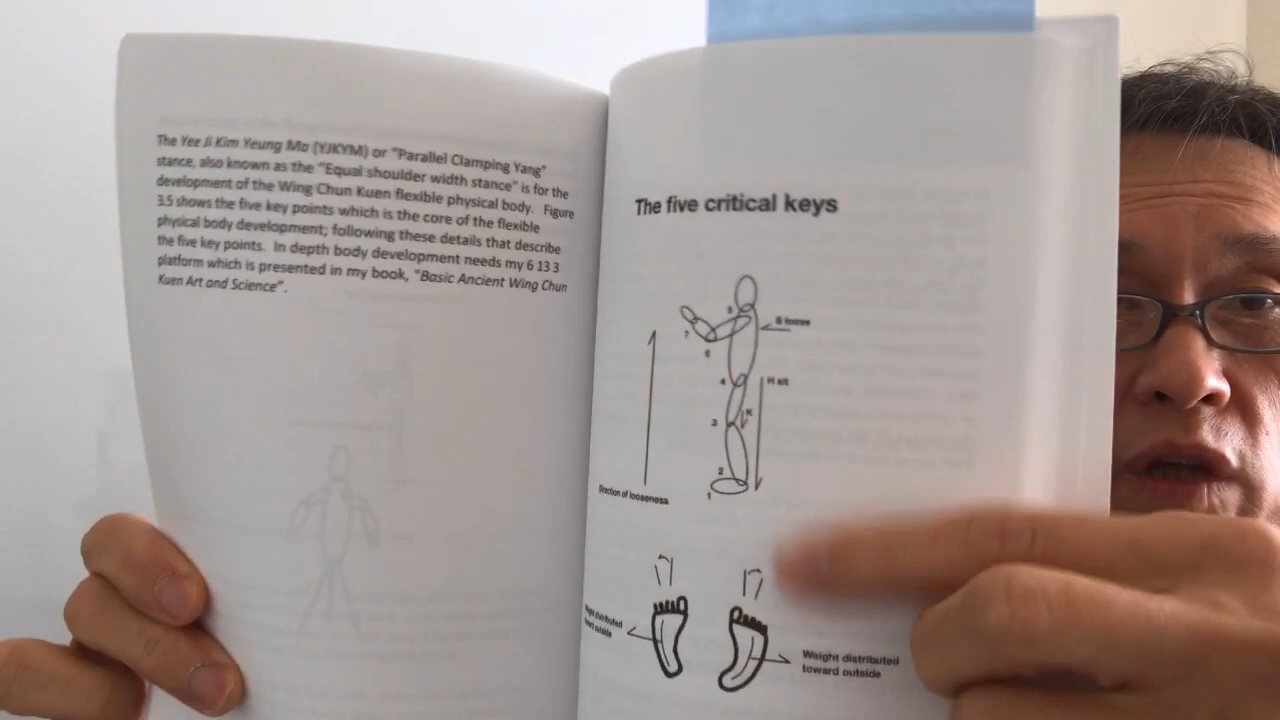 The Yee Ji Kim Yeung Ma (YJKYM) or "Parallel Clamping Yang"
stance, also known as the "Equal shoulder width stance" is for the
development of the Wing Chun Kuen flexible physical body. Figure
3.5 shows the five key points which is the core of the flexible
physical body development; following these details that describe
the five key points. In depth body development needs my 6 13 3
platform which is presented in my book, "Basic Ancient Wing Chun
Kuen Art and Science".
The five critical keys
5
B loose
7
6
4
H sit
K
3
2
1
Direction of looseness
Weight distributed
toward outside
Weight distributed
toward outside